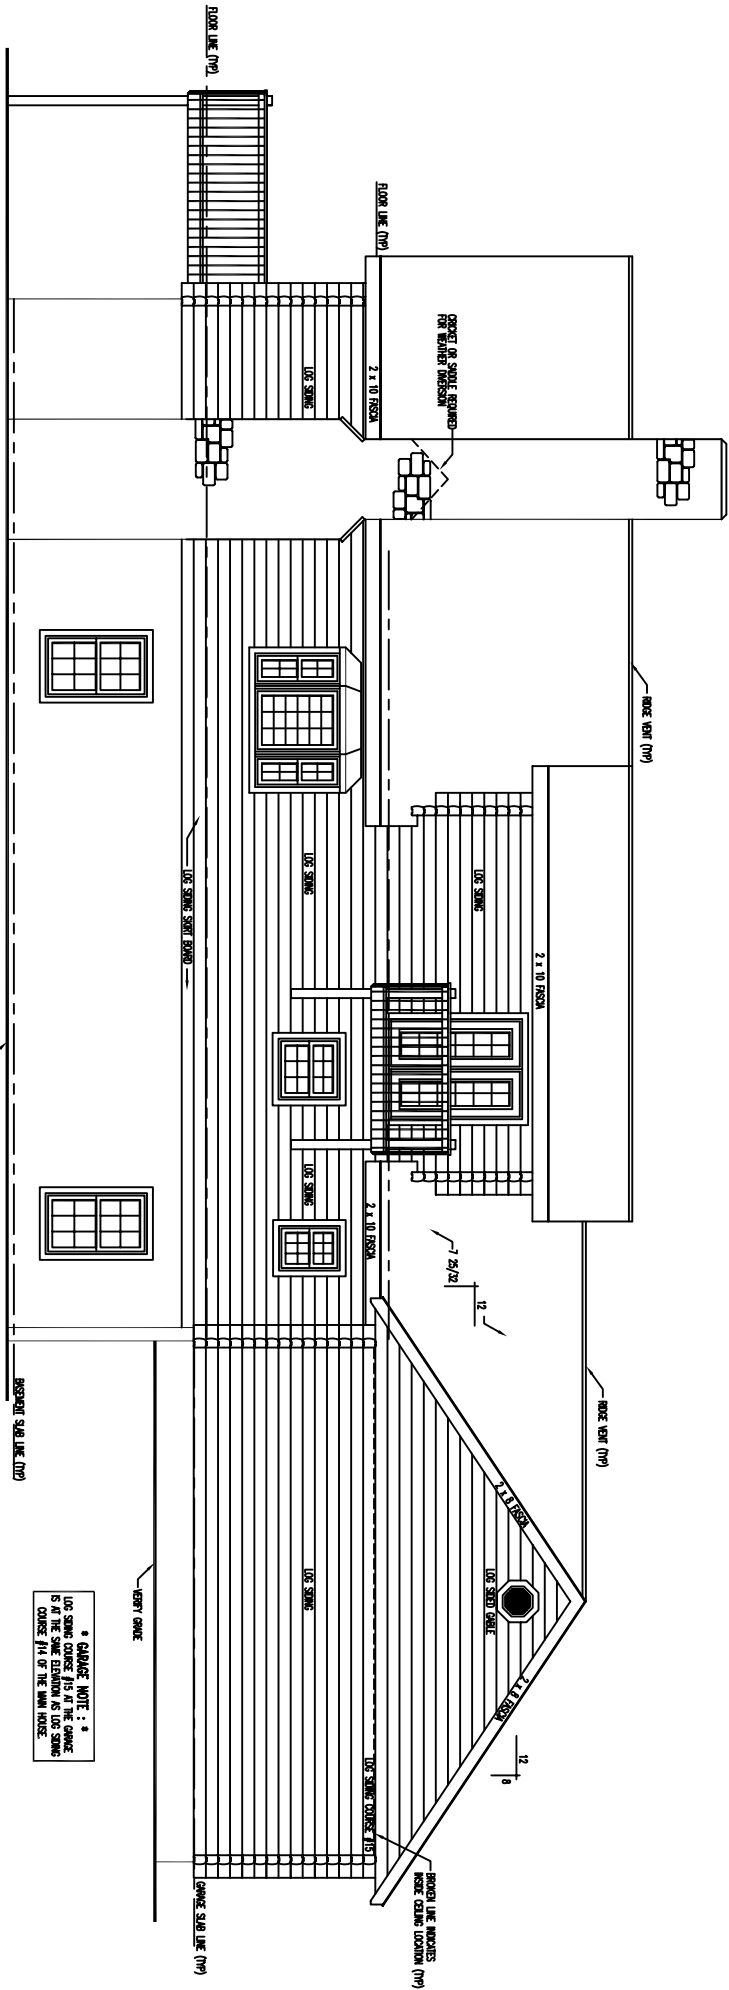 RIDGE VENT (TYP)
RIDGE VENT (TYP)
2 x 10 FASCIA
2 x 8 FASCIA
2 x 8 FASCIA
12
8
LOG SIDED GABLE
12
7 25/32
CRICKET OR SADDLE REQUIRED
FOR WEATHER DIVERSION
LOG SIDING
BROKEN LINE INDICATES
INSIDE CEILING LOCATION (TYP)
FLOOR LINE (TYP)
2 x 10 FASCIA
2 x 10 FASCIA
LOG SIDING COURSE #15
LOG SIDING
LOG SIDING
LOG SIDING
LOG SIDING
FLOOR LINE (TYP)
LOG SIDING SKIRT BOARD
GARAGE SLAB LINE (TYP)
VERIFY GRADE
BASEMENT SLAB LINE (TYP)
* GARAGE NOTE : *
LOG SIDING COURSE #15 AT THE GARAGE
IS AT THE SAME ELEVATION AS LOG SIDING
COURSE #14 OF THE MAIN HOUSE.